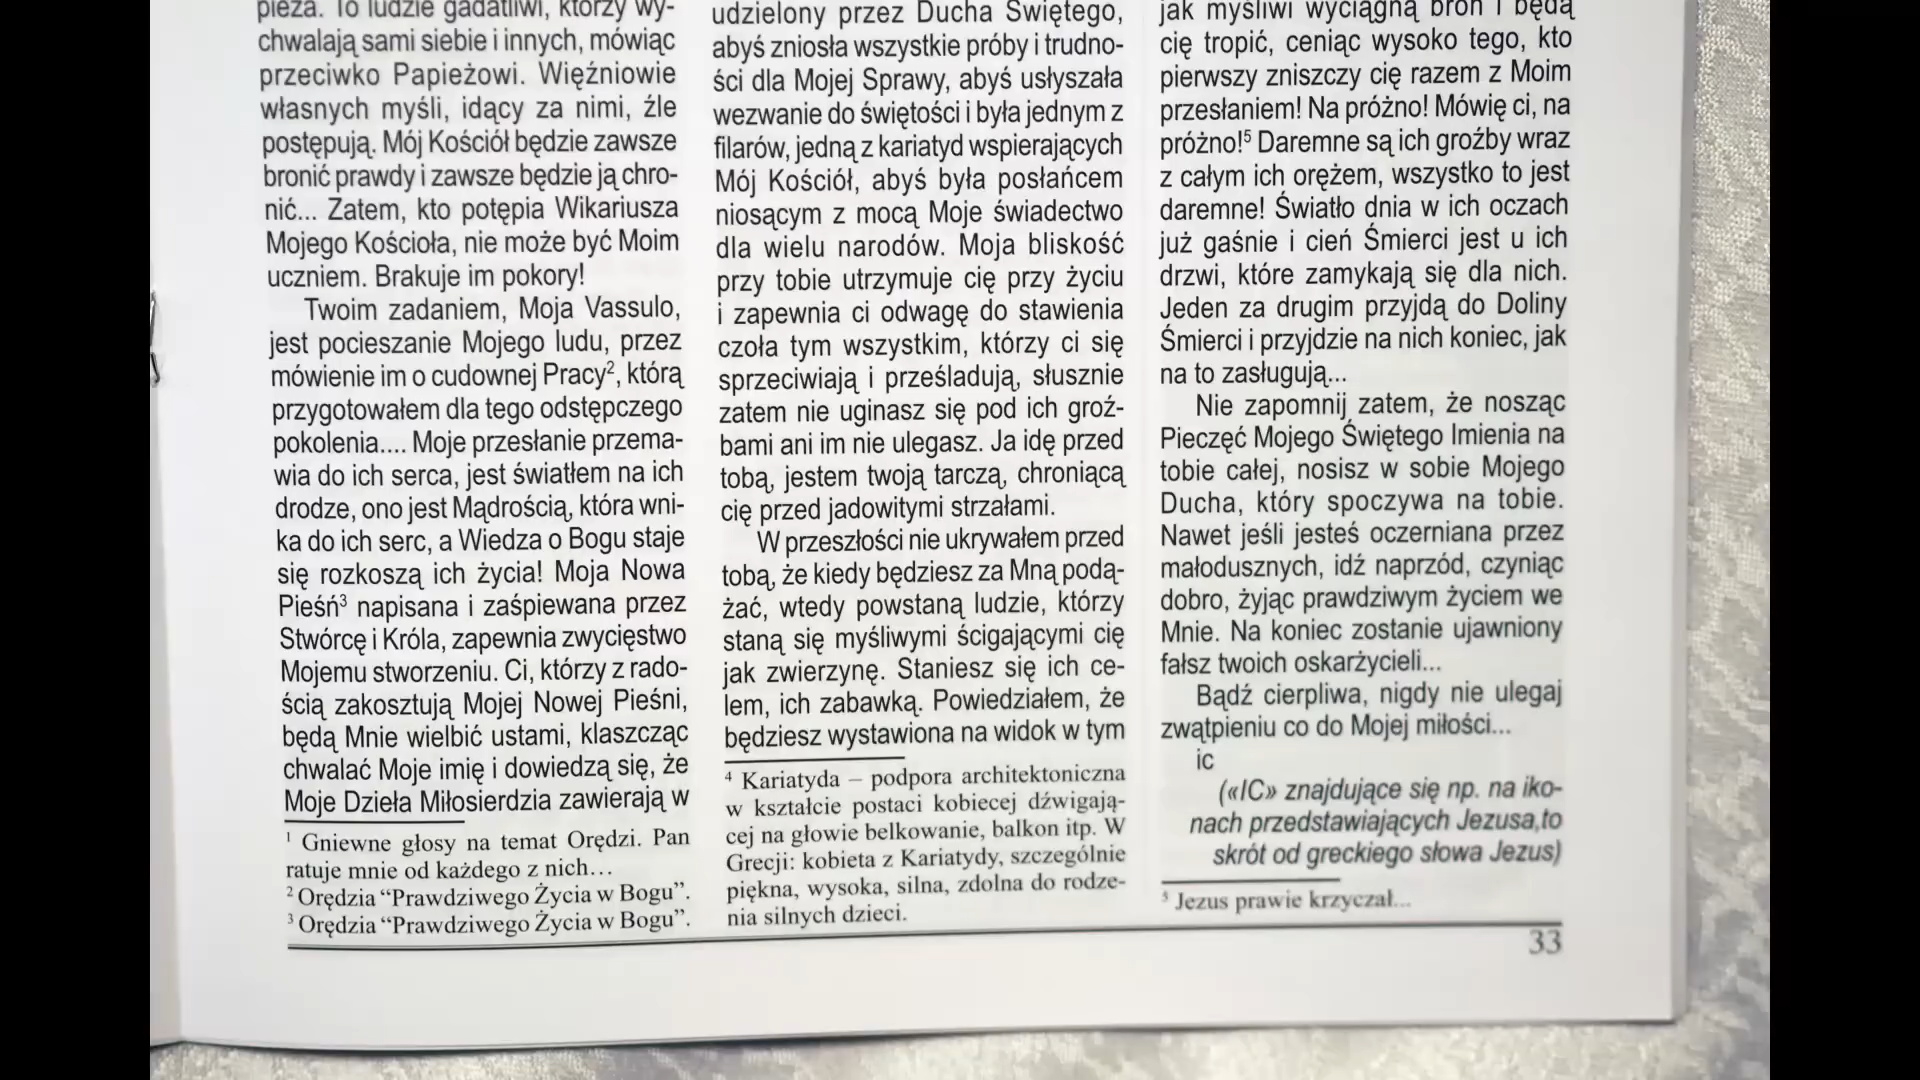 pieża. To ludzie gadatliwi, którzy wy-
chwalają sami siebie i innych, mówiąc
przeciwko Papieżowi. Więźniowie
własnych myśli, idący za nimi, źle
postępują. Mój Kościół będzie zawsze
bronić prawdy i zawsze będzie ją chro-
nić... Zatem, kto potępia Wikariusza
Mojego Kościoła, nie może być Moim
uczniem. Brakuje im pokory!
Twoim zadaniem, Moja Vassulo,
jest pocieszanie Mojego ludu, przez
mówienie im o cudownej Pracy², którą
przygotowałem dla tego odstępczego
pokolenia.... Moje przesłanie przema-
wia do ich serca, jest światłem na ich
drodze, ono jest Mądrością, która wni-
ka do ich serc, a Wiedza o Bogu staje
się rozkoszą ich życia! Moja Nowa
Pieśń³ napisana i zaśpiewana przez
Stwórcę i Króla, zapewnia zwycięstwo
Mojemu stworzeniu. Ci, którzy z rado-
ścią zakosztują Mojej Nowej Pieśni,
będą Mnie wielbić ustami, klaszcząc
chwalać Moje imię i dowiedzą się, że
Moje Dzieła Miłosierdzia zawierają w
¹ Gniewne głosy na temat Orędzi. Pan
ratuje mnie od każdego z nich…
² Orędzia “Prawdziwego Życia w Bogu”.
³ Orędzia “Prawdziwego Życia w Bogu”.
udzielony przez Ducha Świętego,
abyś zniosła wszystkie próby i trudno-
ści dla Mojej Sprawy, abyś usłyszała
wezwanie do świętości i była jednym z
filarów, jedną z kariatyd wspierających
Mój Kościół, abyś była posłańcem
niosącym z mocą Moje świadectwo
dla wielu narodów. Moja bliskość
przy tobie utrzymuje cię przy życiu
i zapewnia ci odwagę do stawienia
czoła tym wszystkim, którzy ci się
sprzeciwiają i prześladują, słusznie
zatem nie uginasz się pod ich groź-
bami ani im nie ulegasz. Ja idę przed
tobą, jestem twoją tarczą, chroniącą
cię przed jadowitymi strzałami.
W przeszłości nie ukrywałem przed
tobą, że kiedy będziesz za Mną podą-
żać, wtedy powstaną ludzie, którzy
staną się myśliwymi ścigającymi cię
jak zwierzynę. Staniesz się ich ce-
lem, ich zabawką. Powiedziałem, że
będziesz wystawiona na widok w tym
⁴ Kariatyda – podpora architektoniczna
w kształcie postaci kobiecej dźwigają-
cej na głowie belkowanie, balkon itp. W
Grecji: kobieta z Kariatydy, szczególnie
piękna, wysoka, silna, zdolna do rodze-
nia silnych dzieci.
jak myśliwi wyciągną broń i będą
cię tropić, ceniąc wysoko tego, kto
pierwszy zniszczy cię razem z Moim
przesłaniem! Na próżno! Mówię ci, na
próżno!⁵ Daremne są ich groźby wraz
z całym ich orężem, wszystko to jest
daremne! Światło dnia w ich oczach
już gaśnie i cień Śmierci jest u ich
drzwi, które zamykają się dla nich.
Jeden za drugim przyjdą do Doliny
Śmierci i przyjdzie na nich koniec, jak
na to zasługują...
Nie zapomnij zatem, że nosząc
Pieczęć Mojego Świętego Imienia na
tobie całej, nosisz w sobie Mojego
Ducha, który spoczywa na tobie.
Nawet jeśli jesteś oczerniana przez
małodusznych, idź naprzód, czyniąc
dobro, żyjąc prawdziwym życiem we
Mnie. Na koniec zostanie ujawniony
fałsz twoich oskarżycieli...
Bądź cierpliwa, nigdy nie ulegaj
zwątpieniu co do Mojej miłości...
ic
(«IC» znajdujące się np. na iko-
nach przedstawiających Jezusa,to
skrót od greckiego słowa Jezus)
⁵ Jezus prawie krzyczał...
33